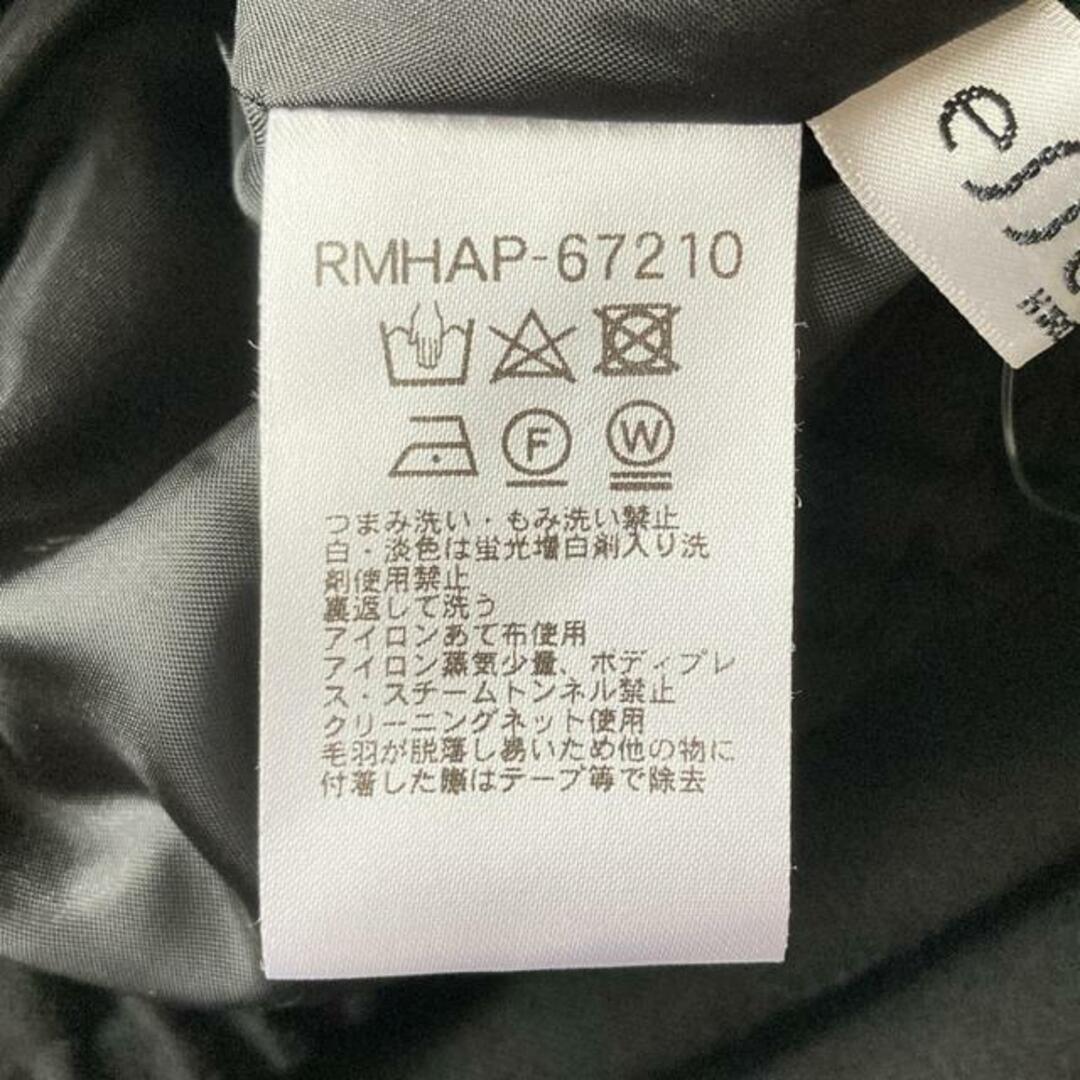 RMHAP-67210
F
W
つまみ洗い・もみ洗い禁止
白・淡色は蛍光増白剤入り洗
剤使用禁止
裏返して洗う
アイロンあて布使用
アイロン蒸気少量、ボディプレ
ス・スチームトンネル禁止
クリーニングネット使用
毛羽が脱落し易いため他の物に
付着した際はテープ等で除去